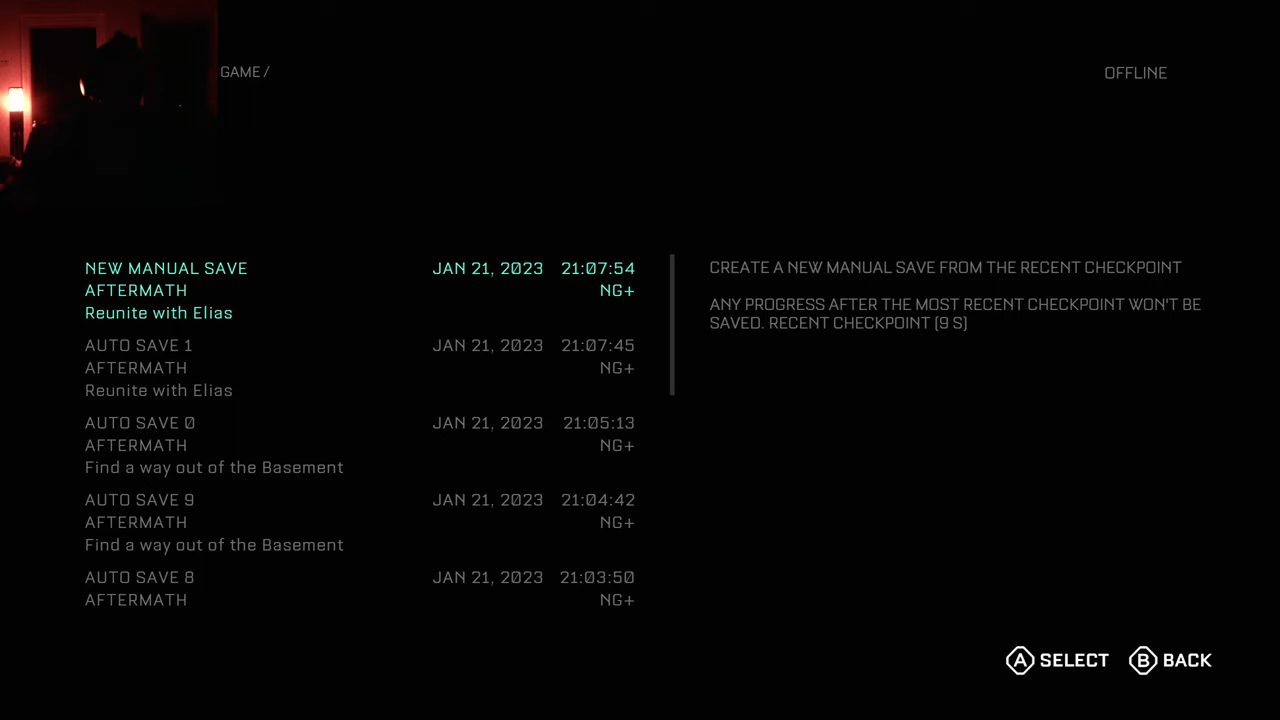 GAME /
OFFLINE
NEW MANUAL SAVE JAN 21, 2023 21:07:54
AFTERMATH NG+
Reunite with Elias
AUTO SAVE 1 JAN 21, 2023 21:07:45
AFTERMATH NG+
Reunite with Elias
AUTO SAVE 0 JAN 21, 2023 21:05:13
AFTERMATH NG+
Find a way out of the Basement
AUTO SAVE 9 JAN 21, 2023 21:04:42
AFTERMATH NG+
Find a way out of the Basement
AUTO SAVE 8 JAN 21, 2023 21:03:50
AFTERMATH NG+
CREATE A NEW MANUAL SAVE FROM THE RECENT CHECKPOINT
ANY PROGRESS AFTER THE MOST RECENT CHECKPOINT WON'T BE
SAVED. RECENT CHECKPOINT (9 S)
A SELECT B BACK